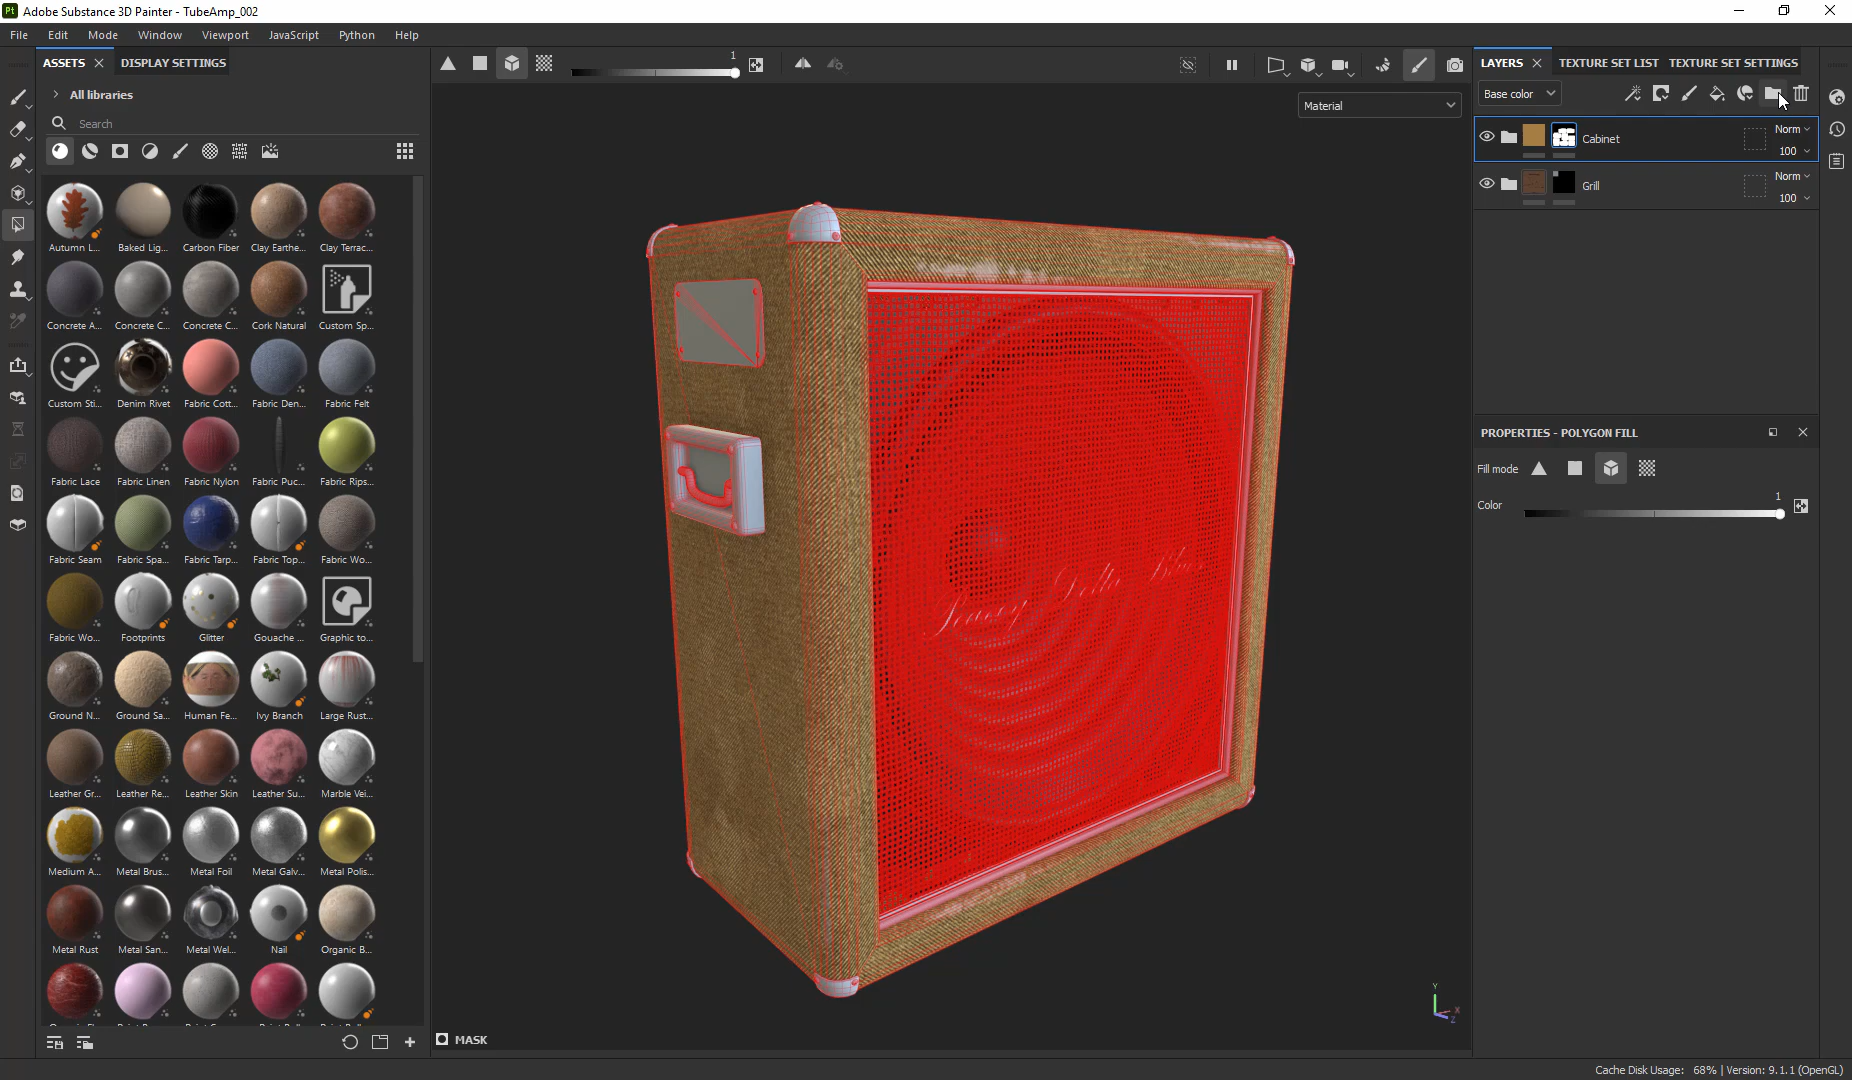 Pt Adobe Substance 3D Painter - TubeAmp_002
File Edit Mode Window Viewport JavaScript Python Help
ASSETS DISPLAY SETTINGS
All libraries
Search
Autumn L... Baked Lig... Carbon Fiber Clay Earthe... Clay Terrac...
Concrete A... Concrete C... Concrete C... Cork Natural Custom Sp...
Custom Sti... Denim Rivet Fabric Cott... Fabric Den... Fabric Felt
Fabric Lace Fabric Linen Fabric Nylon Fabric Puc... Fabric Rips...
Fabric Seam Fabric Spa... Fabric Tarp... Fabric Top... Fabric Wo...
Fabric Wo... Footprints Glitter Gouache ... Graphic to...
Ground N... Ground Sa... Human Fe... Ivy Branch Large Rust...
Leather Gr... Leather Re... Leather Skin Leather Su... Marble Vei...
Medium A... Metal Brus... Metal Foil Metal Galv... Metal Polis...
Metal Rust Metal San... Metal Wel... Nail Organic B...
1
Material
Y
X
Z
MASK
LAYERS TEXTURE SET LIST TEXTURE SET SETTINGS
Base color
Cabinet Norm
100
Grill Norm
100
PROPERTIES - POLYGON FILL
Fill mode
Color 1
Cache Disk Usage: 68% | Version: 9.1.1 (OpenGL)